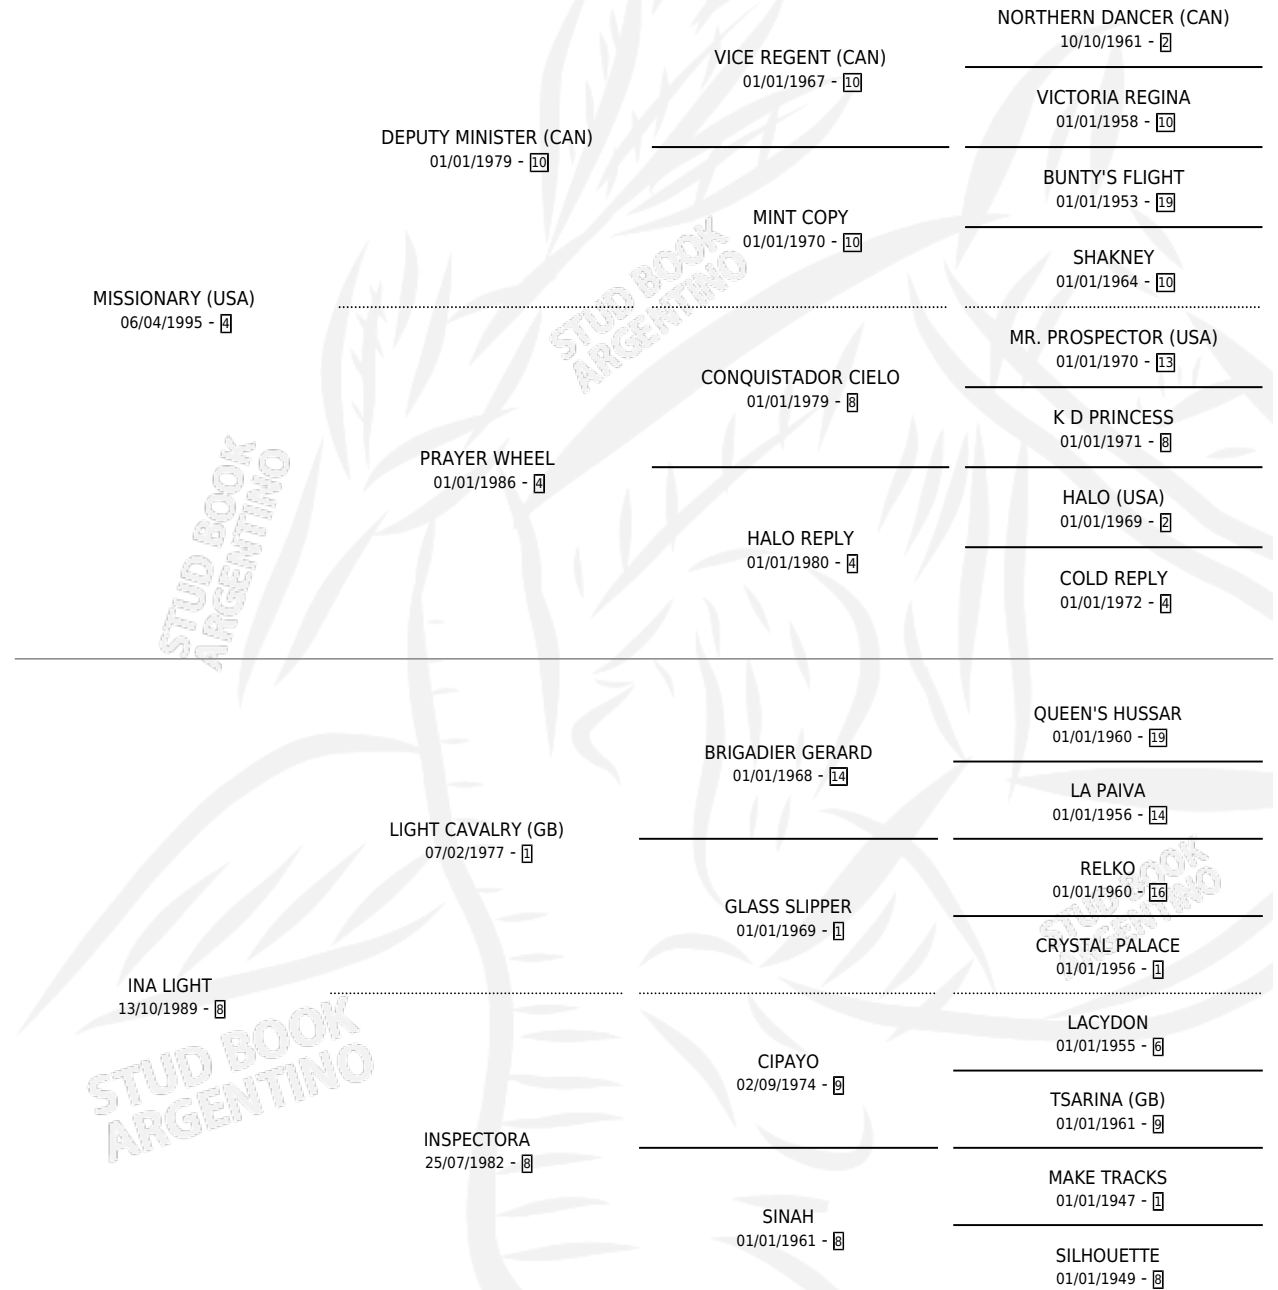 NORTHERN DANCER (CAN)
10/10/1961 - 2
VICE REGENT (CAN)
01/01/1967 - 10
VICTORIA REGINA
01/01/1958 - 10
DEPUTY MINISTER (CAN)
01/01/1979 - 10
BUNTY'S FLIGHT
01/01/1953 - 19
MINT COPY
01/01/1970 - 10
SHAKNEY
01/01/1964 - 10
MISSIONARY (USA)
06/04/1995 - 4
MR. PROSPECTOR (USA)
01/01/1970 - 13
CONQUISTADOR CIELO
01/01/1979 - 8
K D PRINCESS
01/01/1971 - 8
PRAYER WHEEL
01/01/1986 - 4
HALO (USA)
01/01/1969 - 2
HALO REPLY
01/01/1980 - 4
COLD REPLY
01/01/1972 - 4
STUD BOOK
ARGENTINO
STUD BOOK
ARGENTINO
QUEEN'S HUSSAR
01/01/1960 - 19
BRIGADIER GERARD
01/01/1968 - 14
LA PAIVA
01/01/1956 - 14
LIGHT CAVALRY (GB)
07/02/1977 - 1
RELKO
01/01/1960 - 16
GLASS SLIPPER
01/01/1969 - 1
CRYSTAL PALACE
01/01/1956 - 1
STUD BOOK
ARGENTINO
INA LIGHT
13/10/1989 - 8
LACYDON
01/01/1955 - 6
CIPAYO
02/09/1974 - 9
TSARINA (GB)
01/01/1961 - 9
INSPECTORA
25/07/1982 - 8
MAKE TRACKS
01/01/1947 - 1
SINAH
01/01/1961 - 8
SILHOUETTE
01/01/1949 - 8
STUD BOOK
ARGENTINO